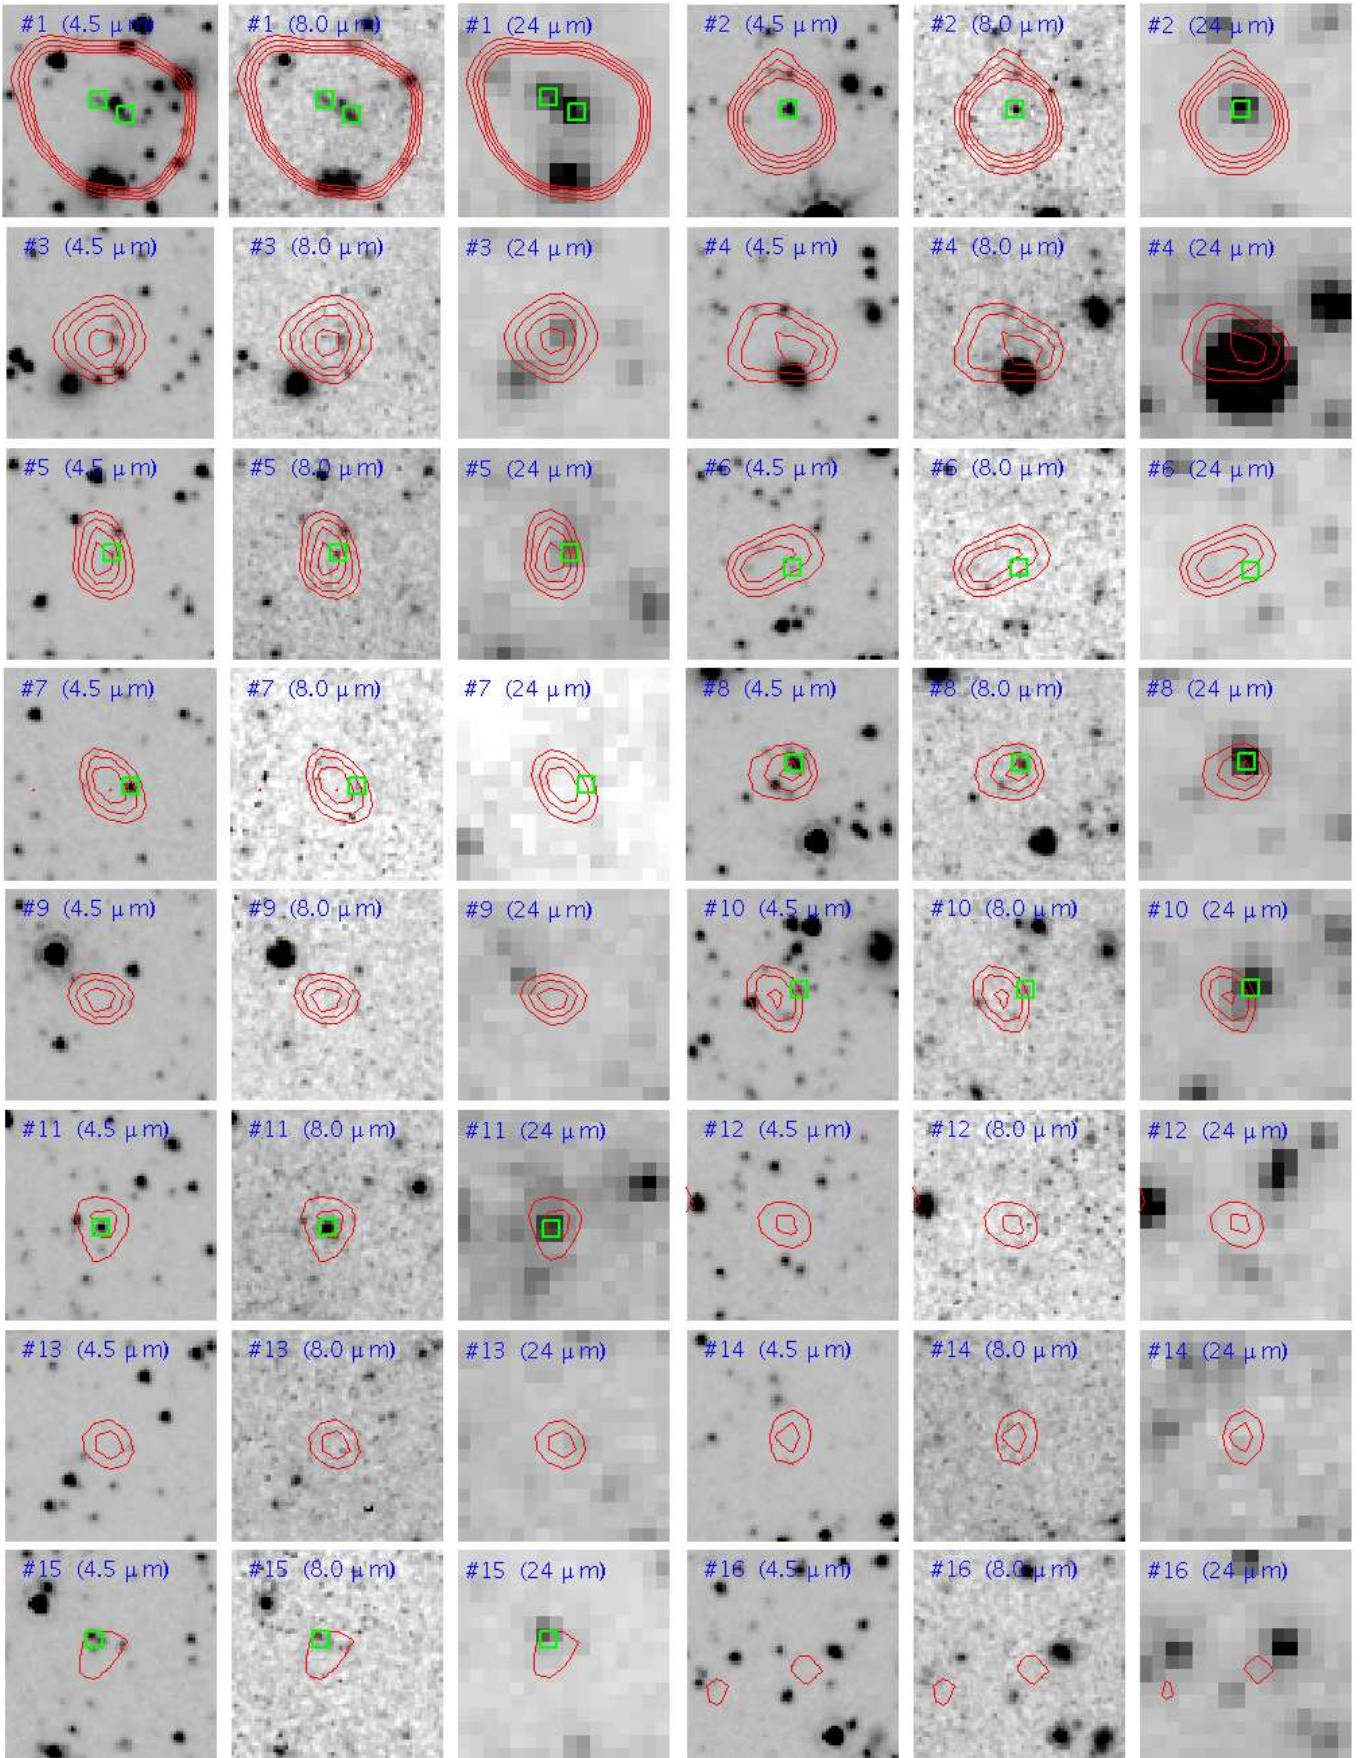 #1 (4.5 μm) #1 (8.0 μm) #1 (24 μm) #2 (4.5 μm) #2 (8.0 μm) #2 (24 μm)
#3 (4.5 μm) #3 (8.0 μm) #3 (24 μm) #4 (4.5 μm) #4 (8.0 μm) #4 (24 μm)
#5 (4.5 μm) #5 (8.0 μm) #5 (24 μm) #6 (4.5 μm) #6 (8.0 μm) #6 (24 μm)
#7 (4.5 μm) #7 (8.0 μm) #7 (24 μm) #8 (4.5 μm) #8 (8.0 μm) #8 (24 μm)
#9 (4.5 μm) #9 (8.0 μm) #9 (24 μm) #10 (4.5 μm) #10 (8.0 μm) #10 (24 μm)
#11 (4.5 μm) #11 (8.0 μm) #11 (24 μm) #12 (4.5 μm) #12 (8.0 μm) #12 (24 μm)
#13 (4.5 μm) #13 (8.0 μm) #13 (24 μm) #14 (4.5 μm) #14 (8.0 μm) #14 (24 μm)
#15 (4.5 μm) #15 (8.0 μm) #15 (24 μm) #16 (4.5 μm) #16 (8.0 μm) #16 (24 μm)